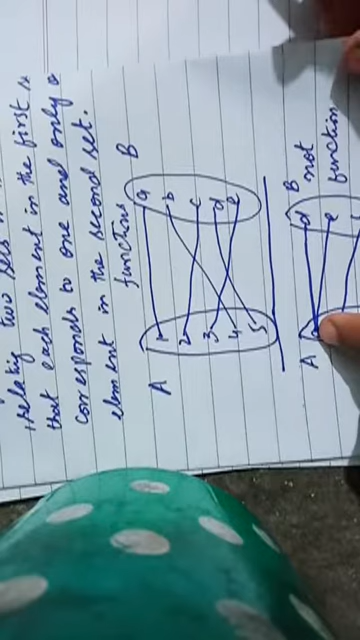 relating two sets
that each element in the first
corresponds to one and only
element in the second set.
function
A B
1 a
2 b
3 c
4 d
5 e
A B not
function
d
e